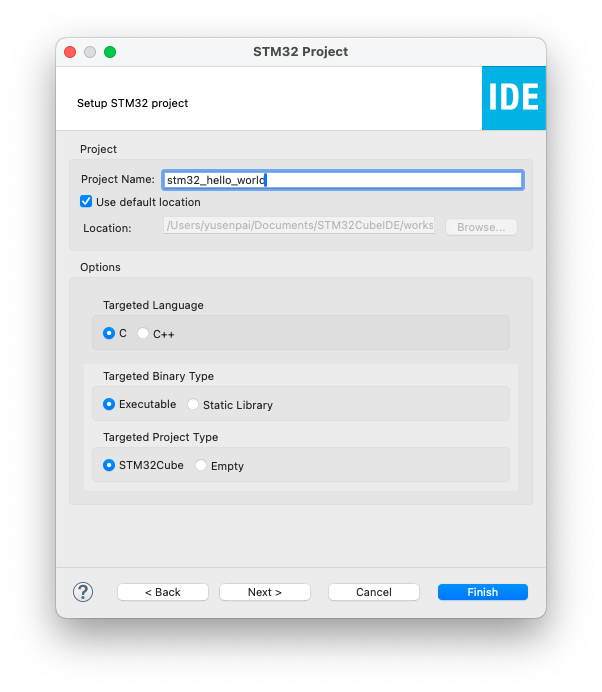 STM32 Project
Setup STM32 project
IDE
Project
Project Name: stm32_hello_world
Use default location
Location: /Users/yusenpai/Documents/STM32CubeIDE/works
Browse...
Options
Targeted Language
C C++
Targeted Binary Type
Executable Static Library
Targeted Project Type
STM32Cube Empty
? < Back Next > Cancel Finish